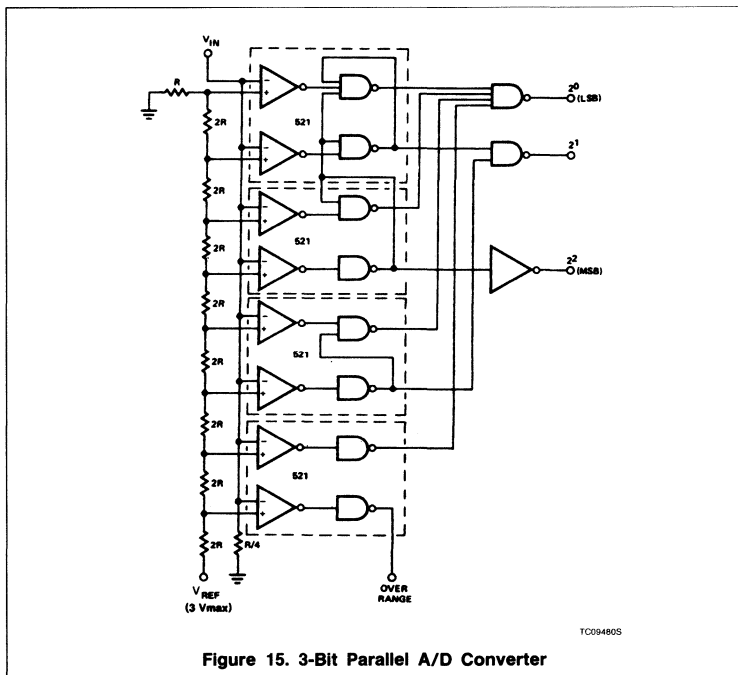 V_IN
R
2R
521
2^0 (LSB)
2^1
2R
2R
521
2R
2^2 (MSB)
2R
2R
521
2R
2R
521
2R
R/4
V_REF
(3 Vmax)
OVER
RANGE
TC09480S
Figure 15. 3-Bit Parallel A/D Converter